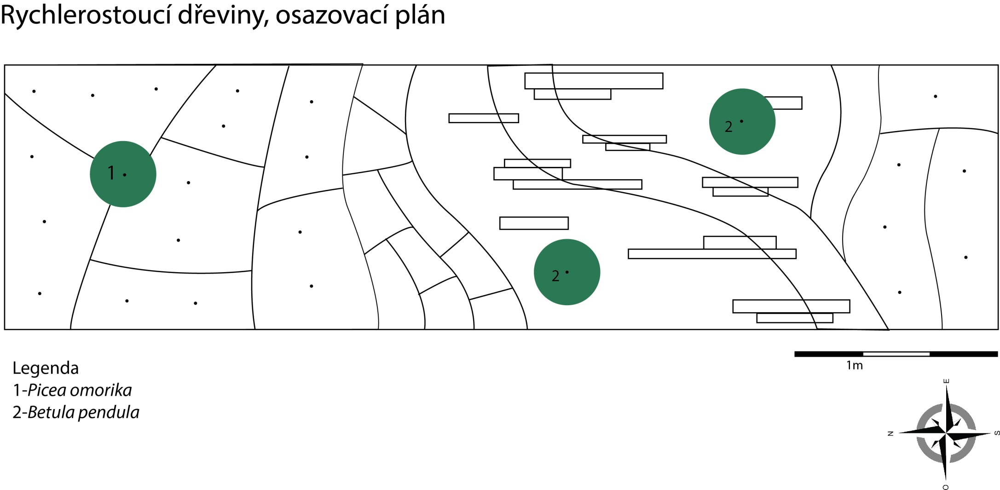 Rychlerostoucí dřeviny, osazovací plán
2
1
2
1m
Legenda
1-Picea omorika
2-Betula pendula
E
N
S
O